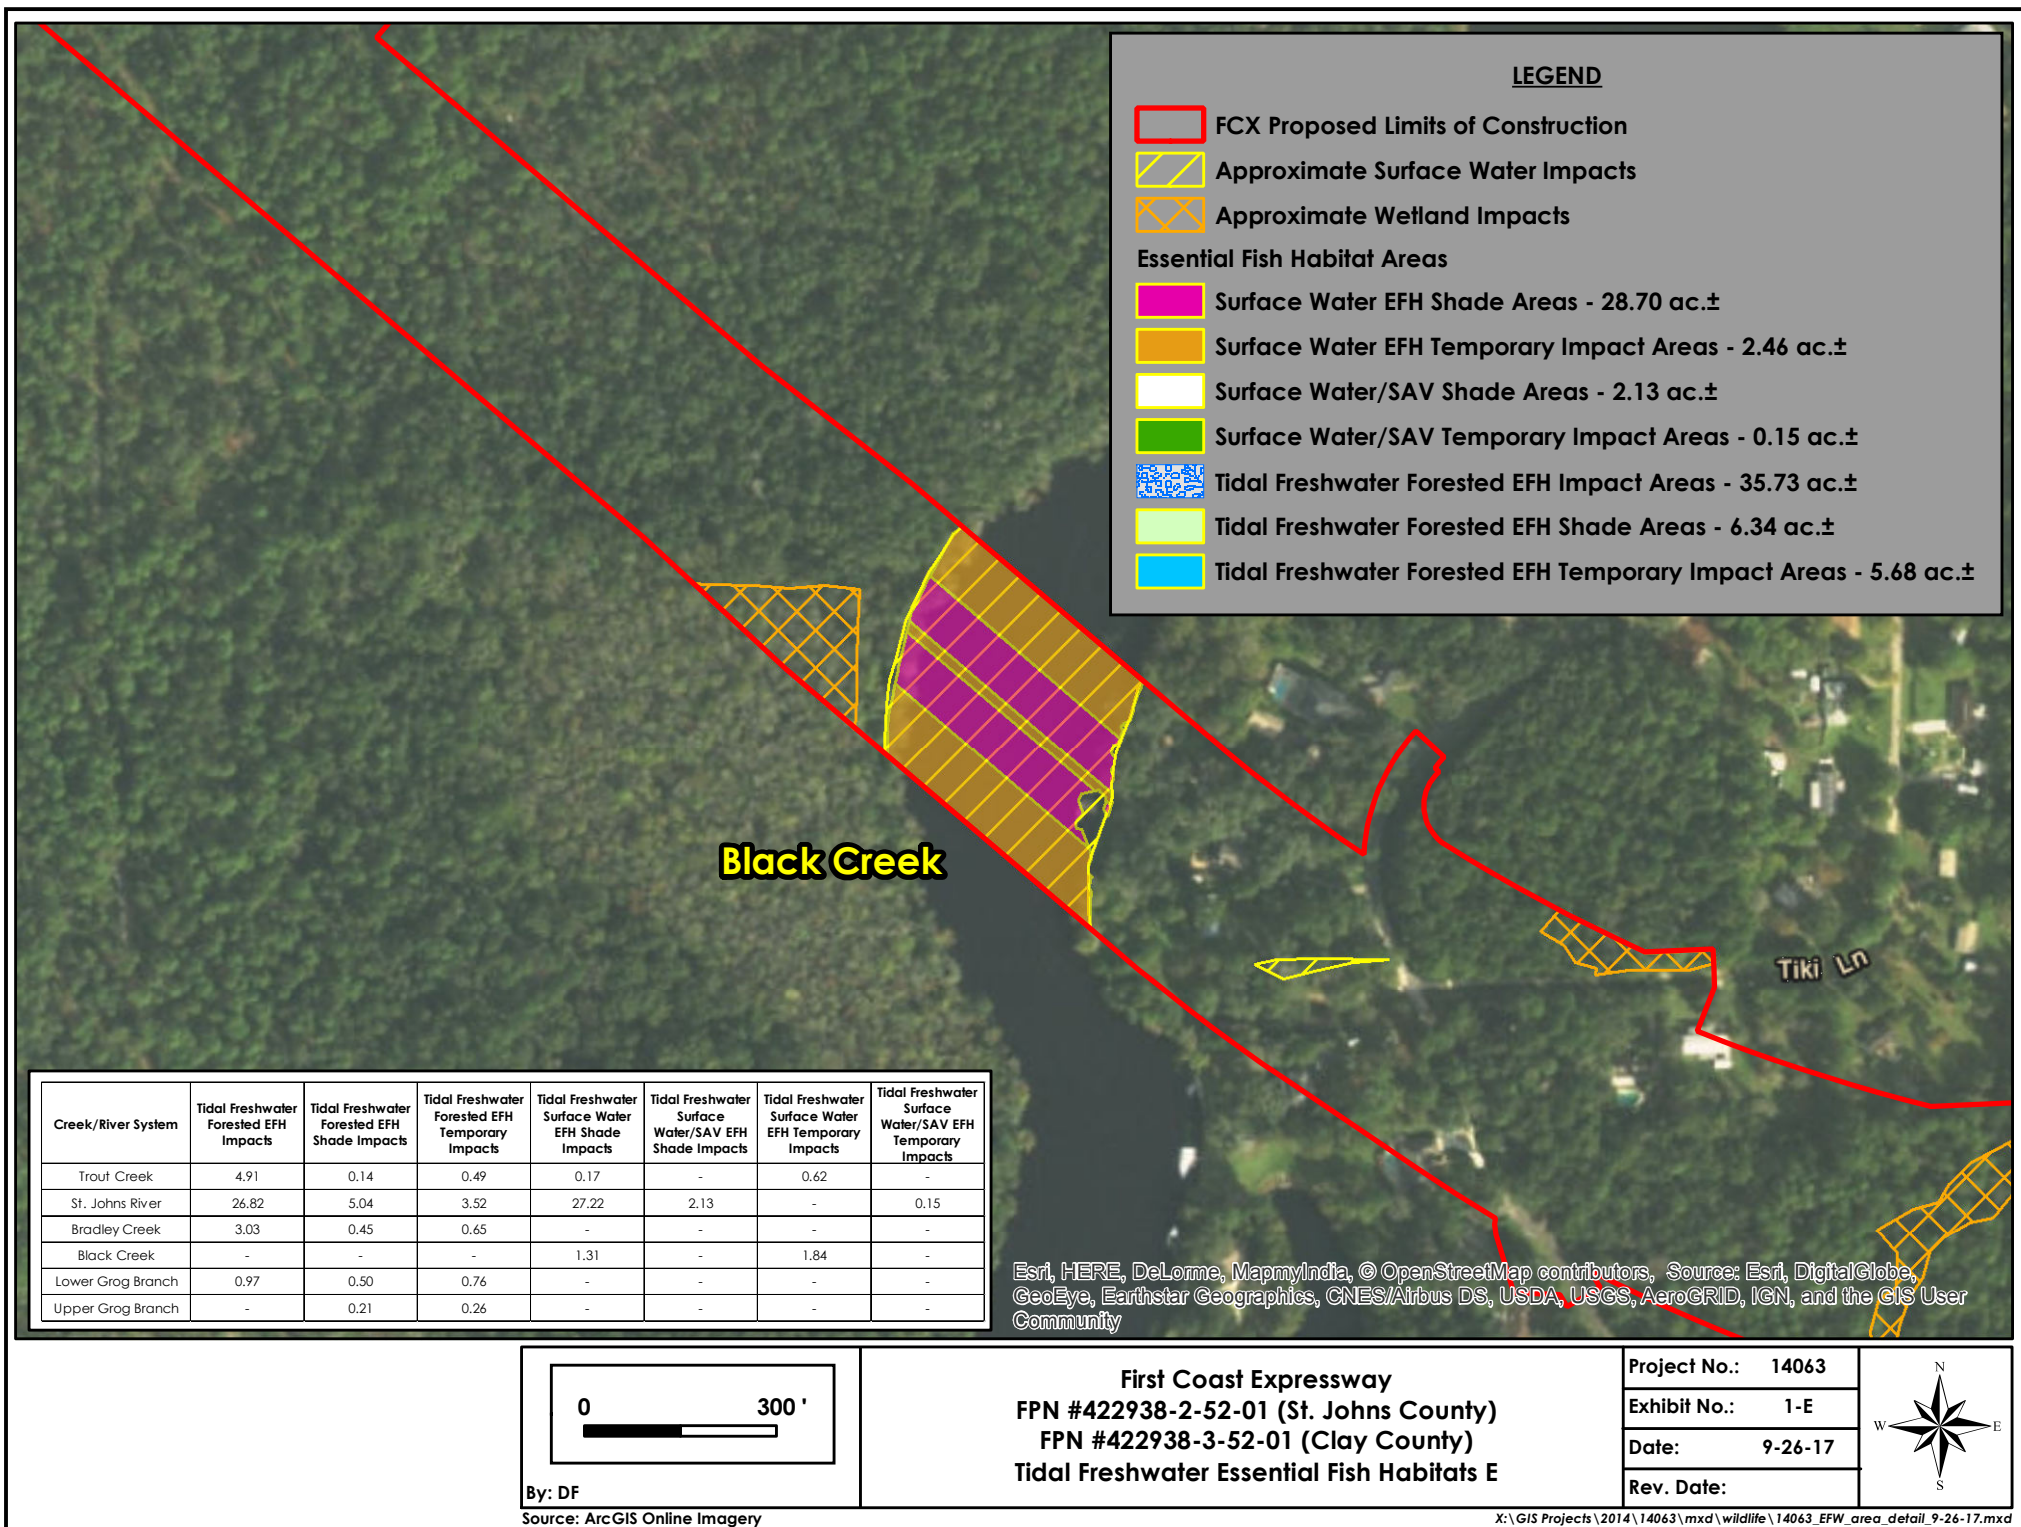 LEGEND
FCX Proposed Limits of Construction
Approximate Surface Water Impacts
Approximate Wetland Impacts
Essential Fish Habitat Areas
Surface Water EFH Shade Areas - 28.70 ac.±
Surface Water EFH Temporary Impact Areas - 2.46 ac.±
Surface Water/SAV Shade Areas - 2.13 ac.±
Surface Water/SAV Temporary Impact Areas - 0.15 ac.±
Tidal Freshwater Forested EFH Impact Areas - 35.73 ac.±
Tidal Freshwater Forested EFH Shade Areas - 6.34 ac.±
Tidal Freshwater Forested EFH Temporary Impact Areas - 5.68 ac.±
Black Creek
Tiki Ln
Creek/River System
Tidal Freshwater
Forested EFH
Impacts
Tidal Freshwater
Forested EFH
Shade Impacts
Tidal Freshwater
Forested EFH
Temporary
Impacts
Tidal Freshwater
Surface Water
EFH Shade
Impacts
Tidal Freshwater
Surface
Water/SAV EFH
Shade Impacts
Tidal Freshwater
Surface Water
EFH Temporary
Impacts
Tidal Freshwater
Surface
Water/SAV EFH
Temporary
Impacts
Trout Creek 4.91 0.14 0.49 0.17 - 0.62 -
St. Johns River 26.82 5.04 3.52 27.22 2.13 - 0.15
Bradley Creek 3.03 0.45 0.65 - - - -
Black Creek - - - 1.31 - 1.84 -
Lower Grog Branch 0.97 0.50 0.76 - - - -
Upper Grog Branch - 0.21 0.26 - - - -
Esri, HERE, DeLorme, MapmyIndia, © OpenStreetMap contributors, Source: Esri, DigitalGlobe,
GeoEye, Earthstar Geographics, CNES/Airbus DS, USDA, USGS, AeroGRID, IGN, and the GIS User
Community
0 300 '
By: DF
First Coast Expressway
FPN #422938-2-52-01 (St. Johns County)
FPN #422938-3-52-01 (Clay County)
Tidal Freshwater Essential Fish Habitats E
Project No.: 14063
Exhibit No.: 1-E
Date: 9-26-17
Rev. Date:
N
W E
S
Source: ArcGIS Online Imagery
X:\GIS Projects\2014\14063\mxd\wildlife\14063_EFW_area_detail_9-26-17.mxd